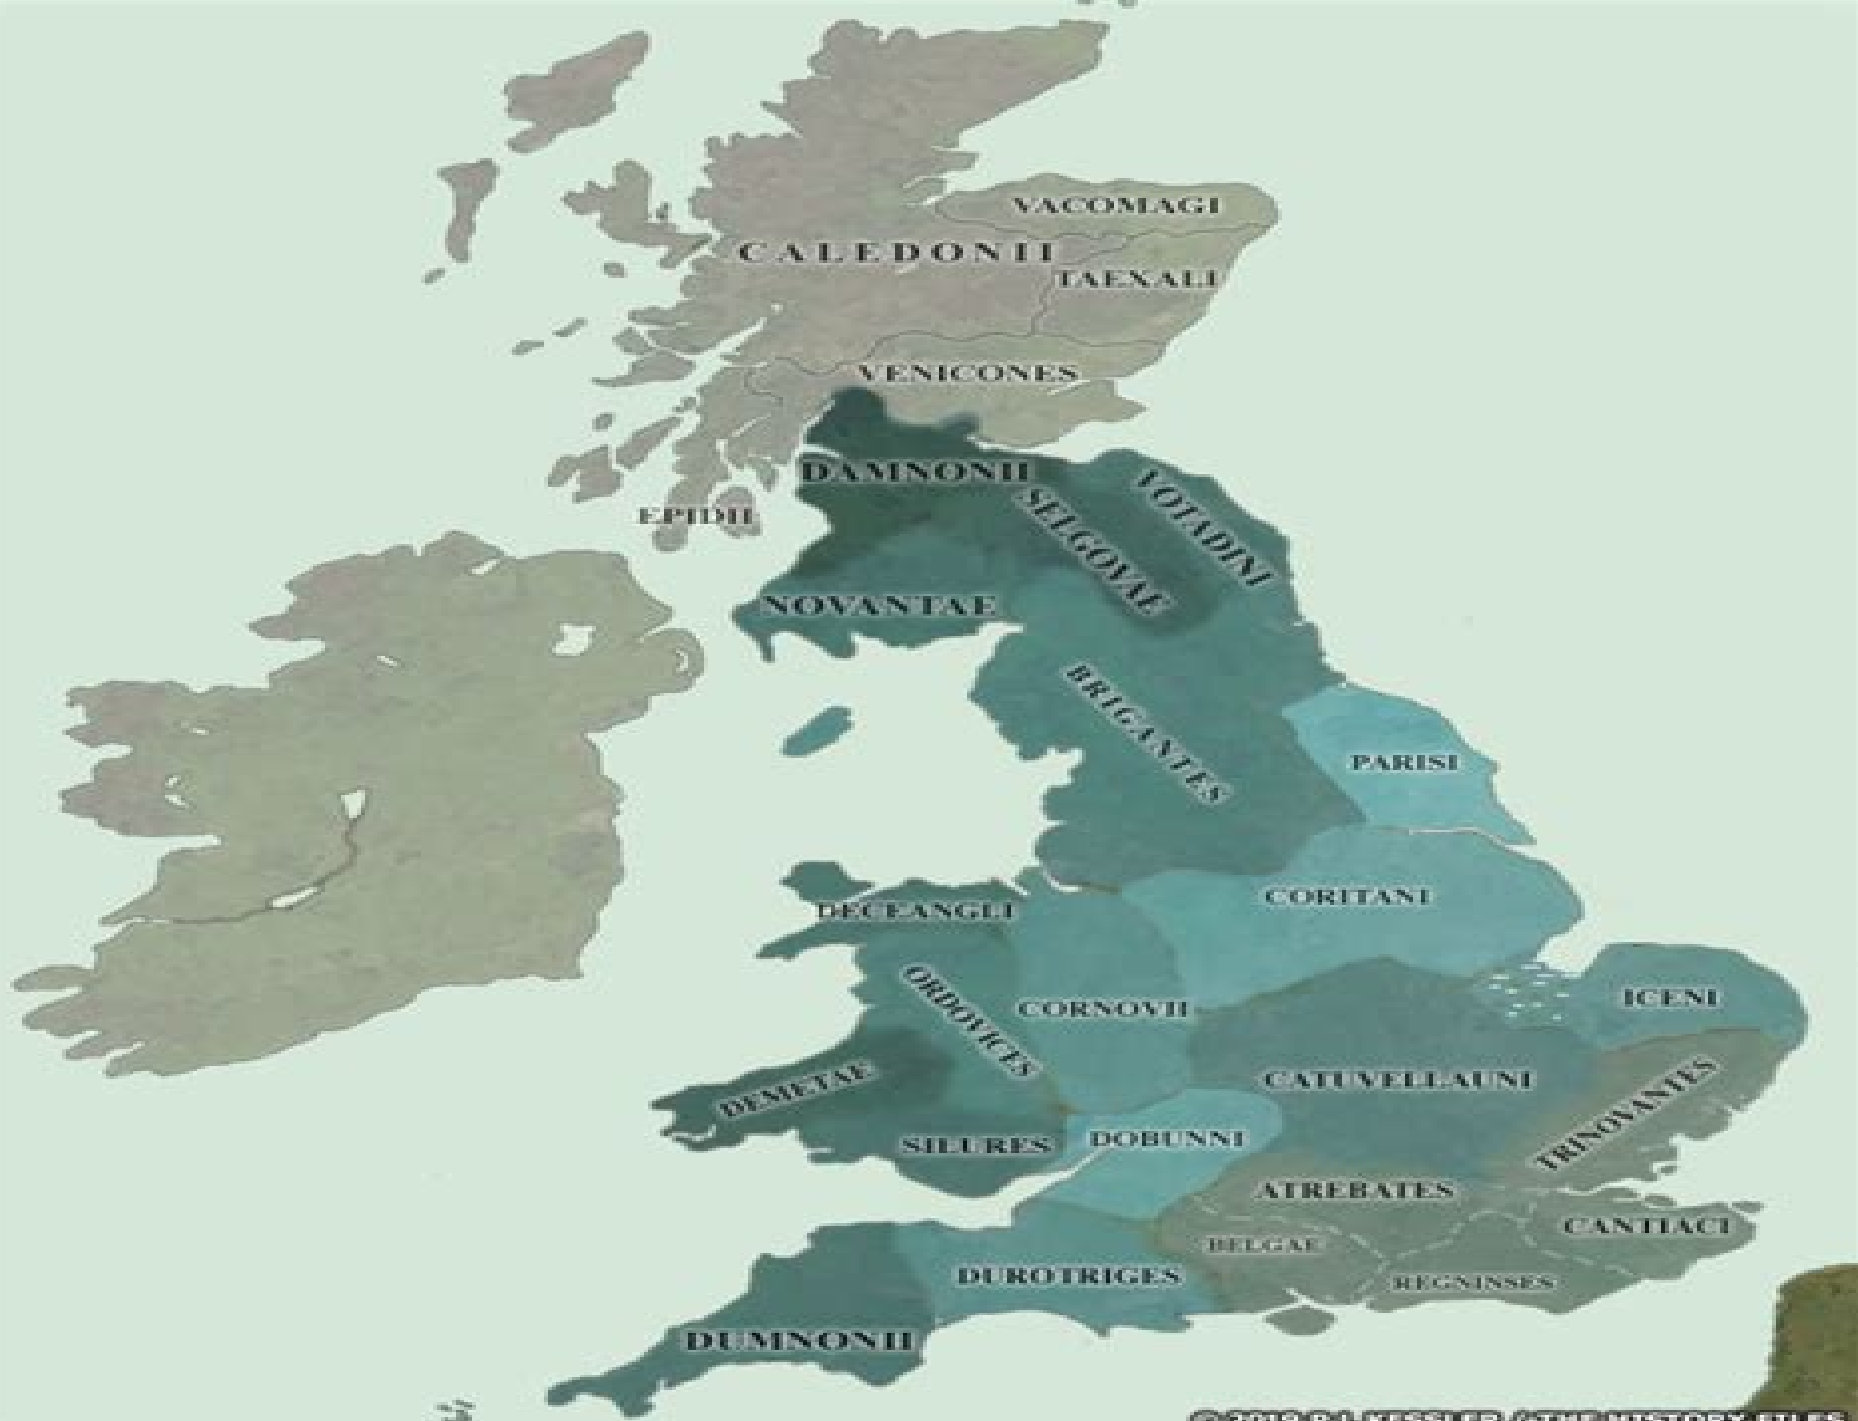 VACOMAGI
CALEDONII
TAEXALI
VENICONES
DAMNONII
VOTADINI
SELGOVAE
EPIDII
NOVANTAE
BRIGANTES
PARISI
CORITANI
DECEANGLI
ORDOVICES
CORNOVII
ICENI
DEMETAE
CATUVELLAUNI
TRINOVANTES
SILURES
DOBUNNI
ATREBATES
CANTIACI
BELGAE
DUROTRIGES
REGNINSES
DUMNONII